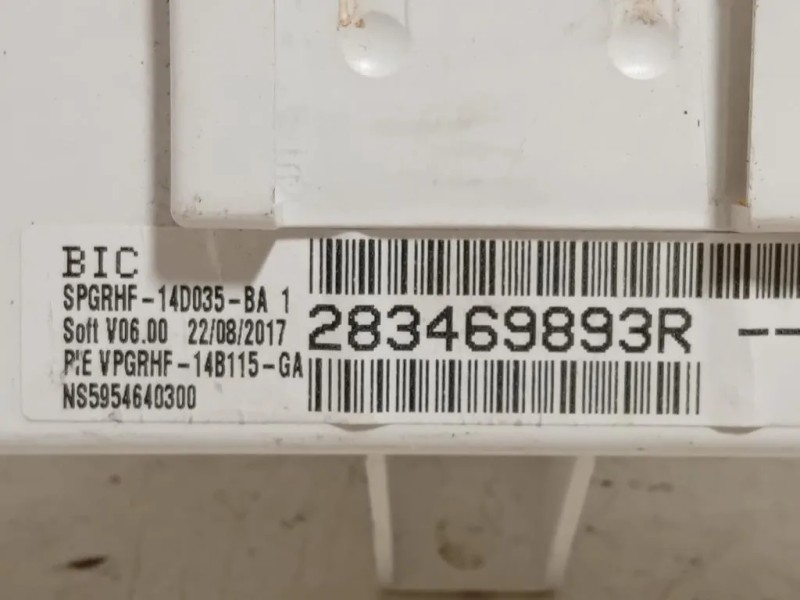 BIC
SPGRHF-14D035-BA 1
Soft V06.00 22/08/2017
283469893R --
VPGRHF-14B115-GA
NS5954640300